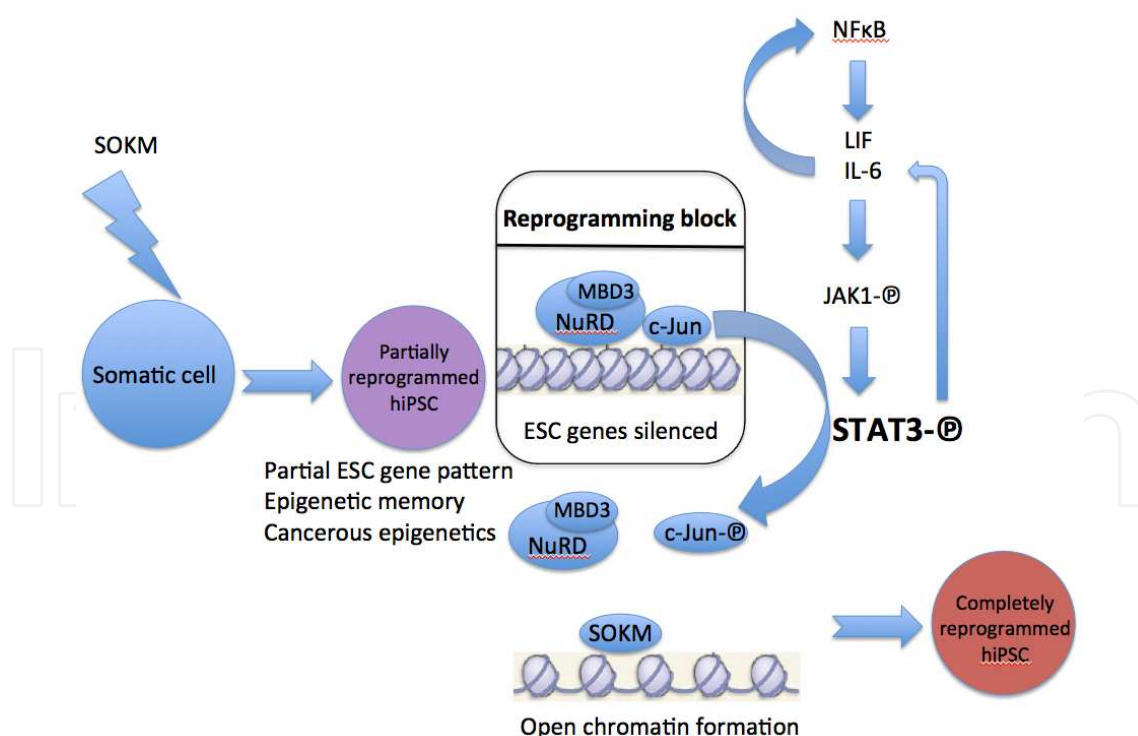 SOKM
Somatic cell
Partially
reprogrammed
hiPSC
Partial ESC gene pattern
Epigenetic memory
Cancerous epigenetics
Reprogramming block
MBD3
NuRD
c-Jun
ESC genes silenced
NFκB
LIF
IL-6
JAK1-Ⓟ
STAT3-Ⓟ
MBD3
NuRD
c-Jun-Ⓟ
SOKM
Open chromatin formation
Completely
reprogrammed
hiPSC